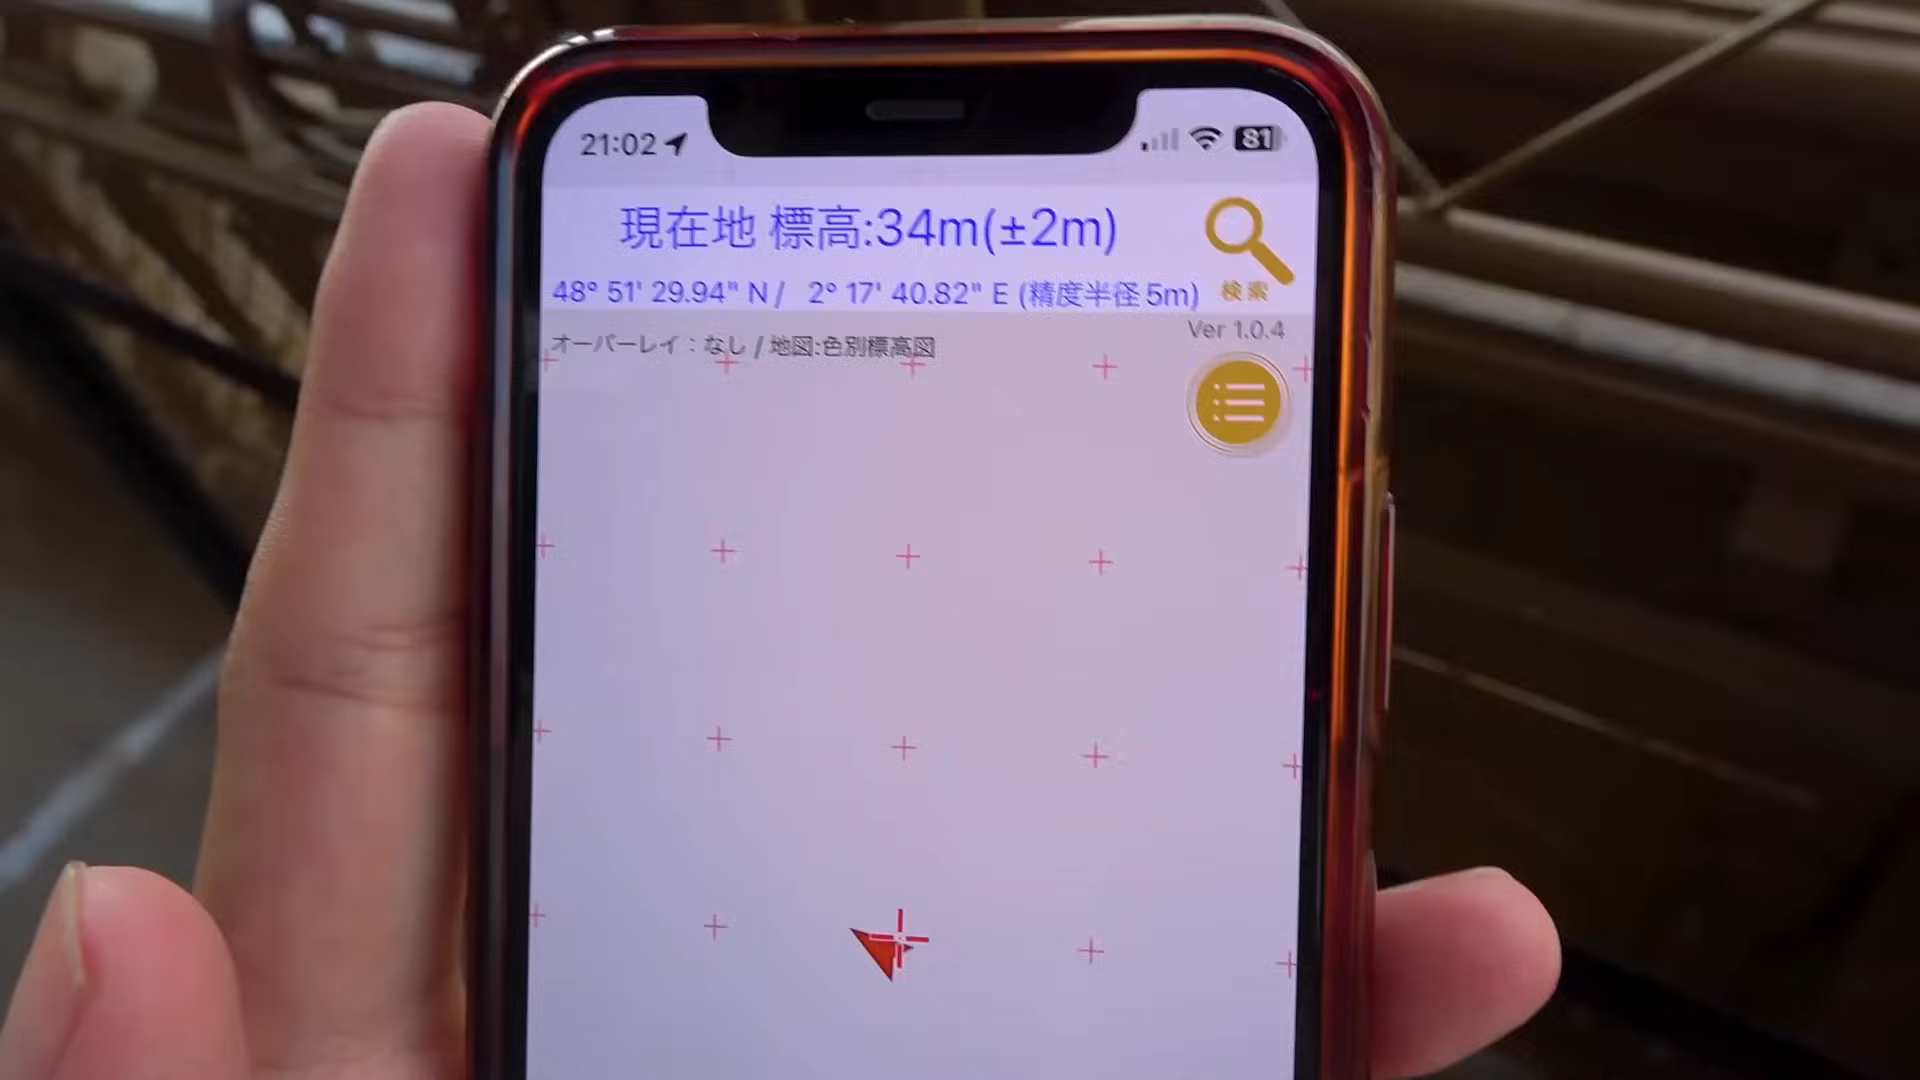 21:02
81
現在地 標高:34m(±2m)
検索
48° 51' 29.94" N / 2° 17' 40.82" E (精度半径 5m)
Ver 1.0.4
オーバーレイ：なし / 地図:色別標高図